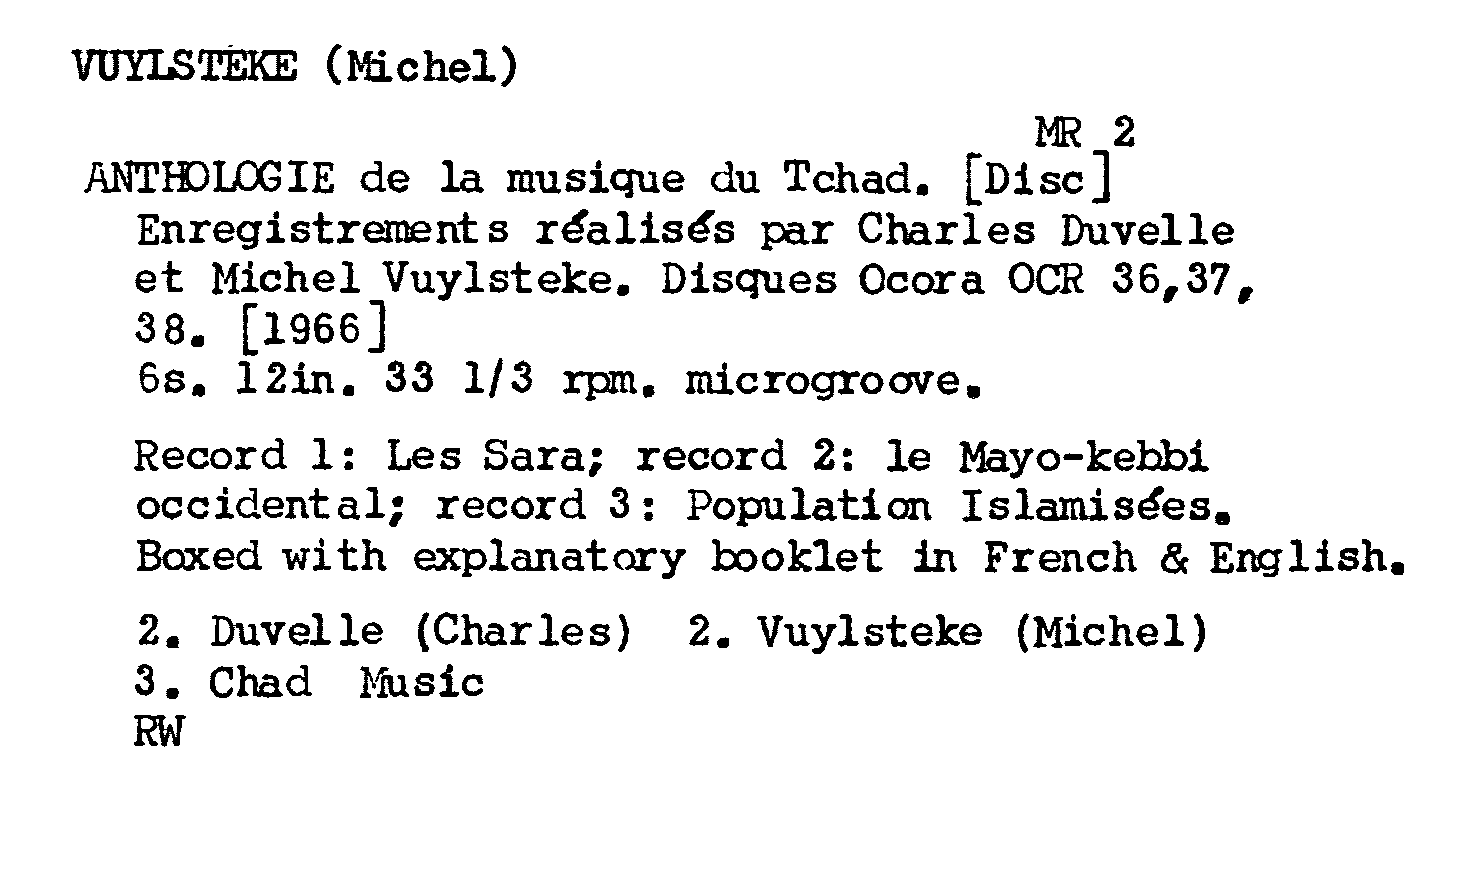 VUYLSTEKE (Michel)
MR 2
ANTHOLOGIE de la musique du Tchad. [Disc]
Enregistrements réalisés par Charles Duvelle
et Michel Vuylsteke. Disques Ocora OCR 36,37,
38. [1966]
6s. 12in. 33 1/3 rpm. microgroove.
Record 1: Les Sara; record 2: le Mayo-kebbi
occidental; record 3: Population Islamisées.
Boxed with explanatory booklet in French & English.
2. Duvelle (Charles) 2. Vuylsteke (Michel)
3. Chad Music
RW